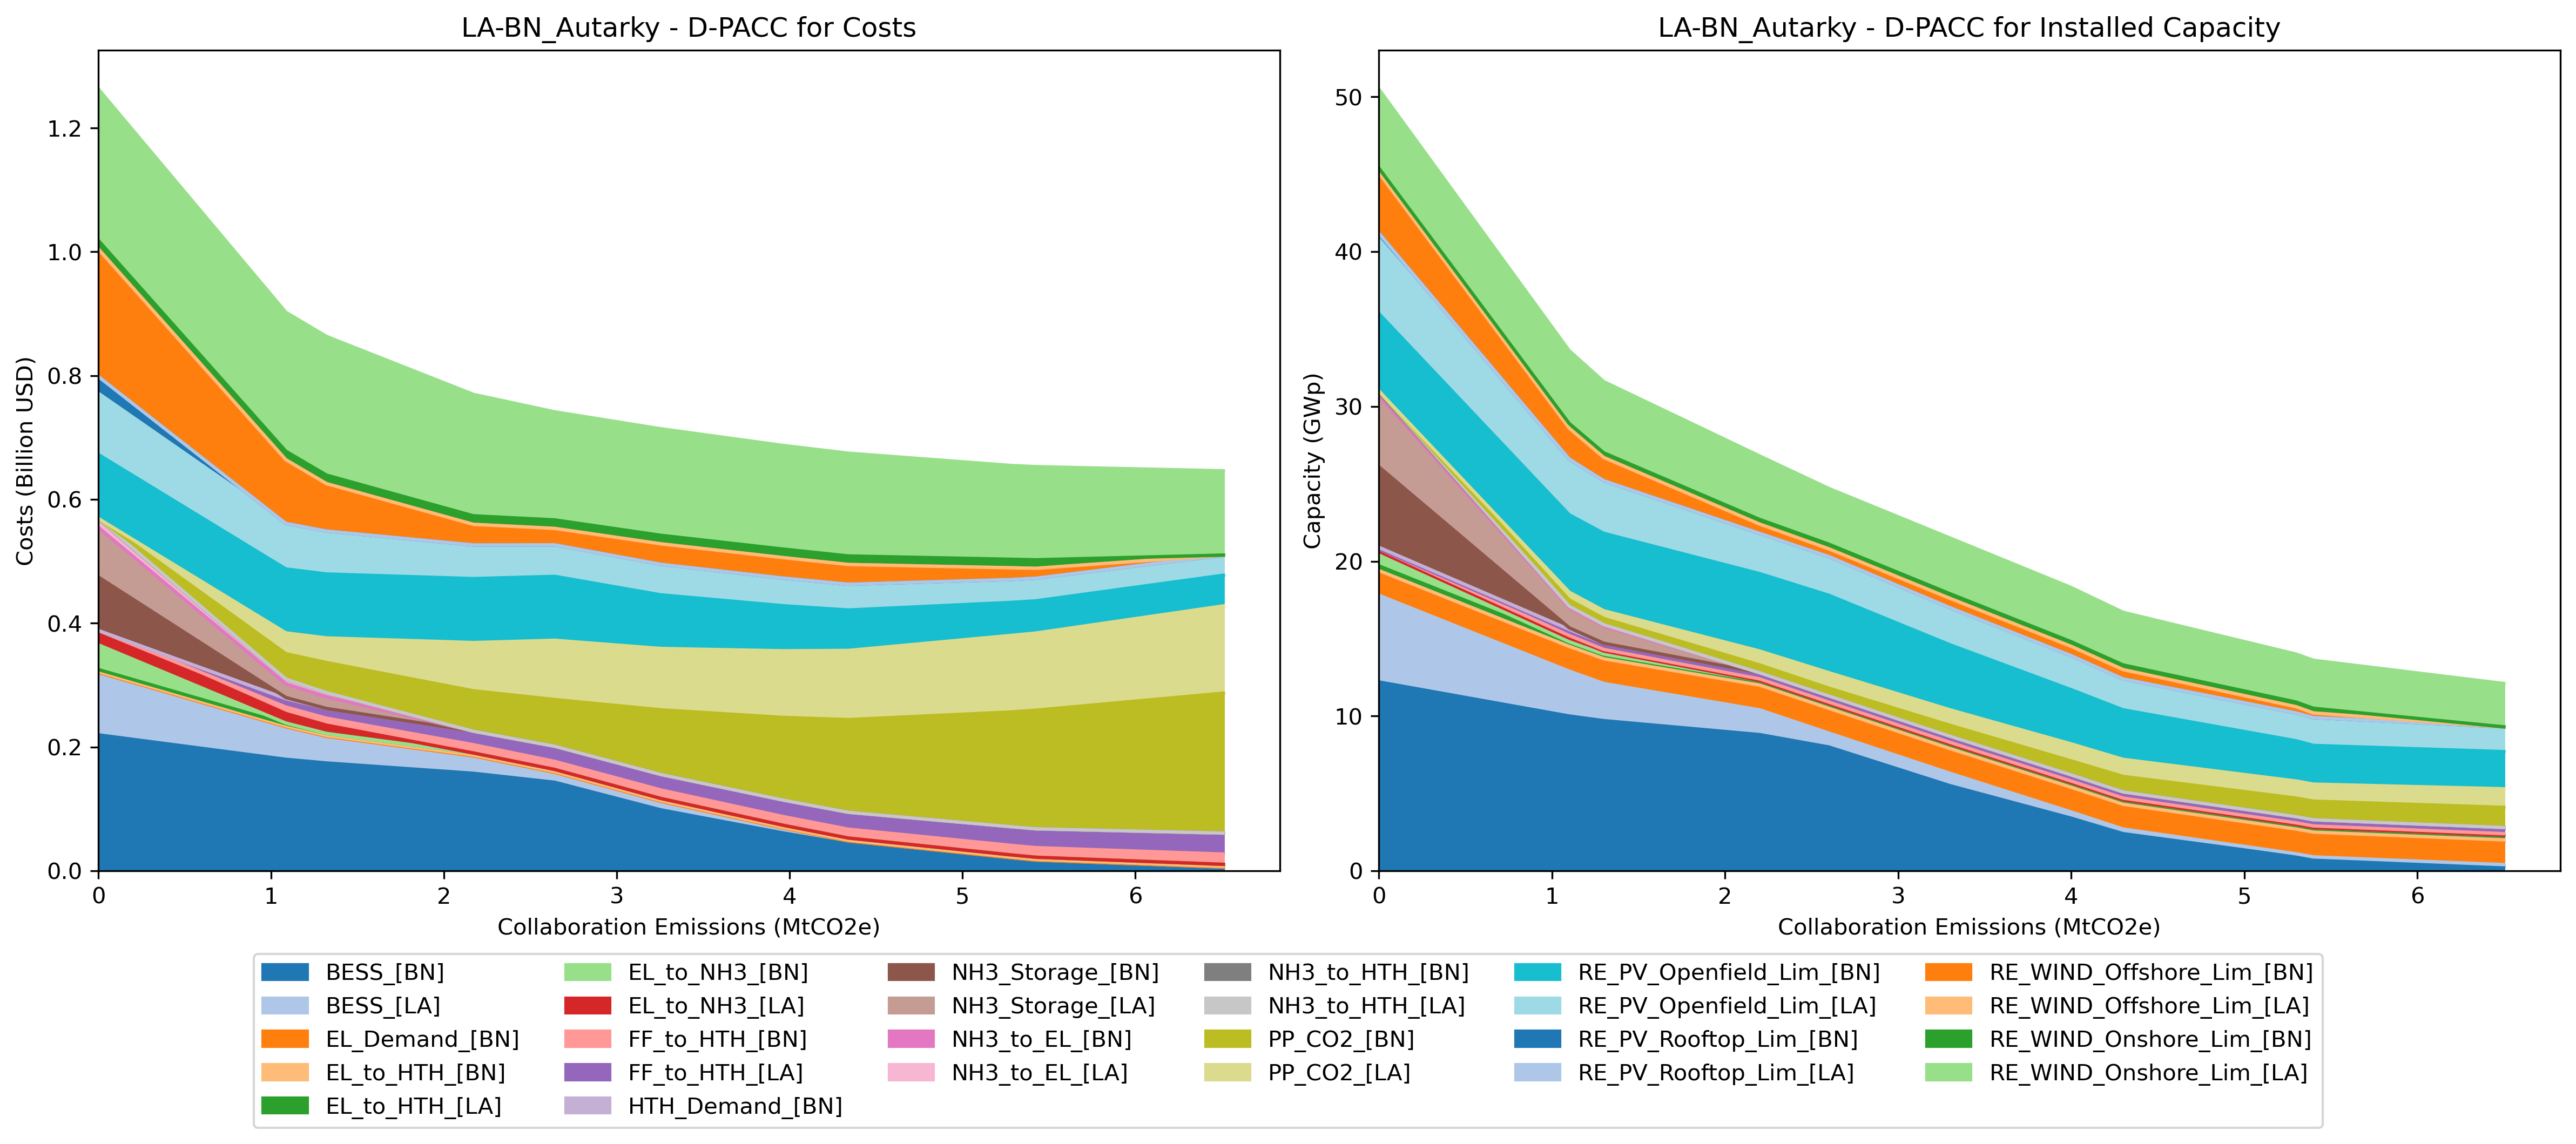 LA-BN_Autarky - D-PACC for Costs
Costs (Billion USD)
1.2
1.0
0.8
0.6
0.4
0.2
0.0
0 1 2 3 4 5 6
Collaboration Emissions (MtCO2e)
LA-BN_Autarky - D-PACC for Installed Capacity
Capacity (GWp)
50
40
30
20
10
0
0 1 2 3 4 5 6
Collaboration Emissions (MtCO2e)
BESS_[BN]
BESS_[LA]
EL_Demand_[BN]
EL_to_HTH_[BN]
EL_to_HTH_[LA]
EL_to_NH3_[BN]
EL_to_NH3_[LA]
FF_to_HTH_[BN]
FF_to_HTH_[LA]
HTH_Demand_[BN]
NH3_Storage_[BN]
NH3_Storage_[LA]
NH3_to_EL_[BN]
NH3_to_EL_[LA]
NH3_to_HTH_[BN]
NH3_to_HTH_[LA]
PP_CO2_[BN]
PP_CO2_[LA]
RE_PV_Openfield_Lim_[BN]
RE_PV_Openfield_Lim_[LA]
RE_PV_Rooftop_Lim_[BN]
RE_PV_Rooftop_Lim_[LA]
RE_WIND_Offshore_Lim_[BN]
RE_WIND_Offshore_Lim_[LA]
RE_WIND_Onshore_Lim_[BN]
RE_WIND_Onshore_Lim_[LA]